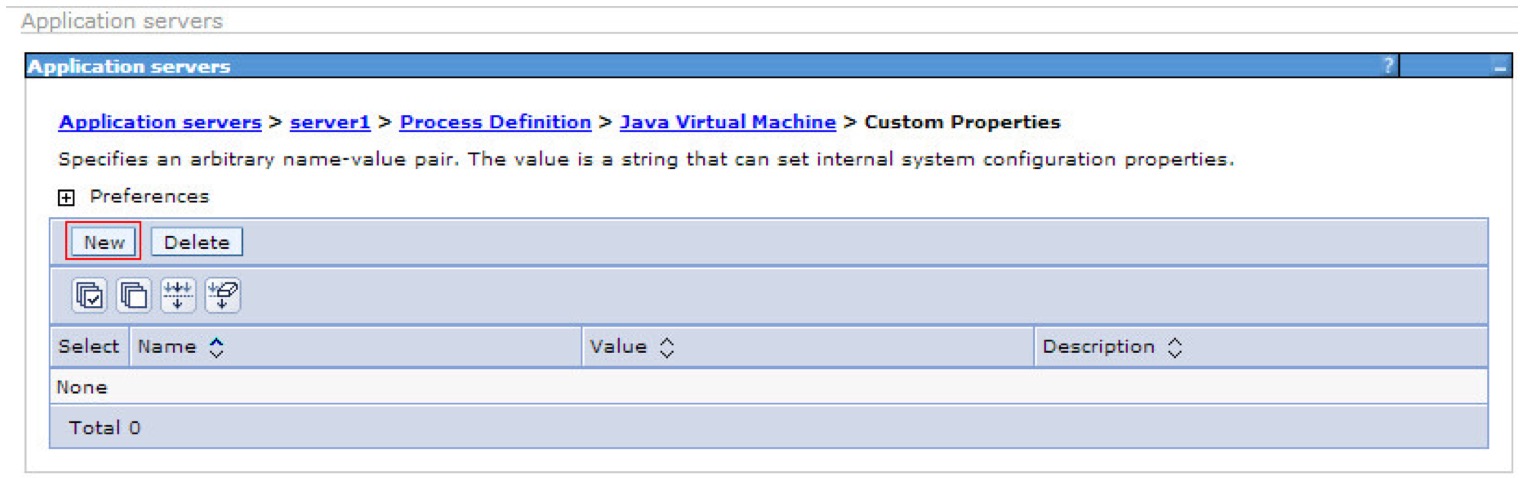 Application servers
Application servers ? –
Application servers > server1 > Process Definition > Java Virtual Machine > Custom Properties
Specifies an arbitrary name-value pair. The value is a string that can set internal system configuration properties.
Preferences
New Delete
Select Name Value Description
None
Total 0